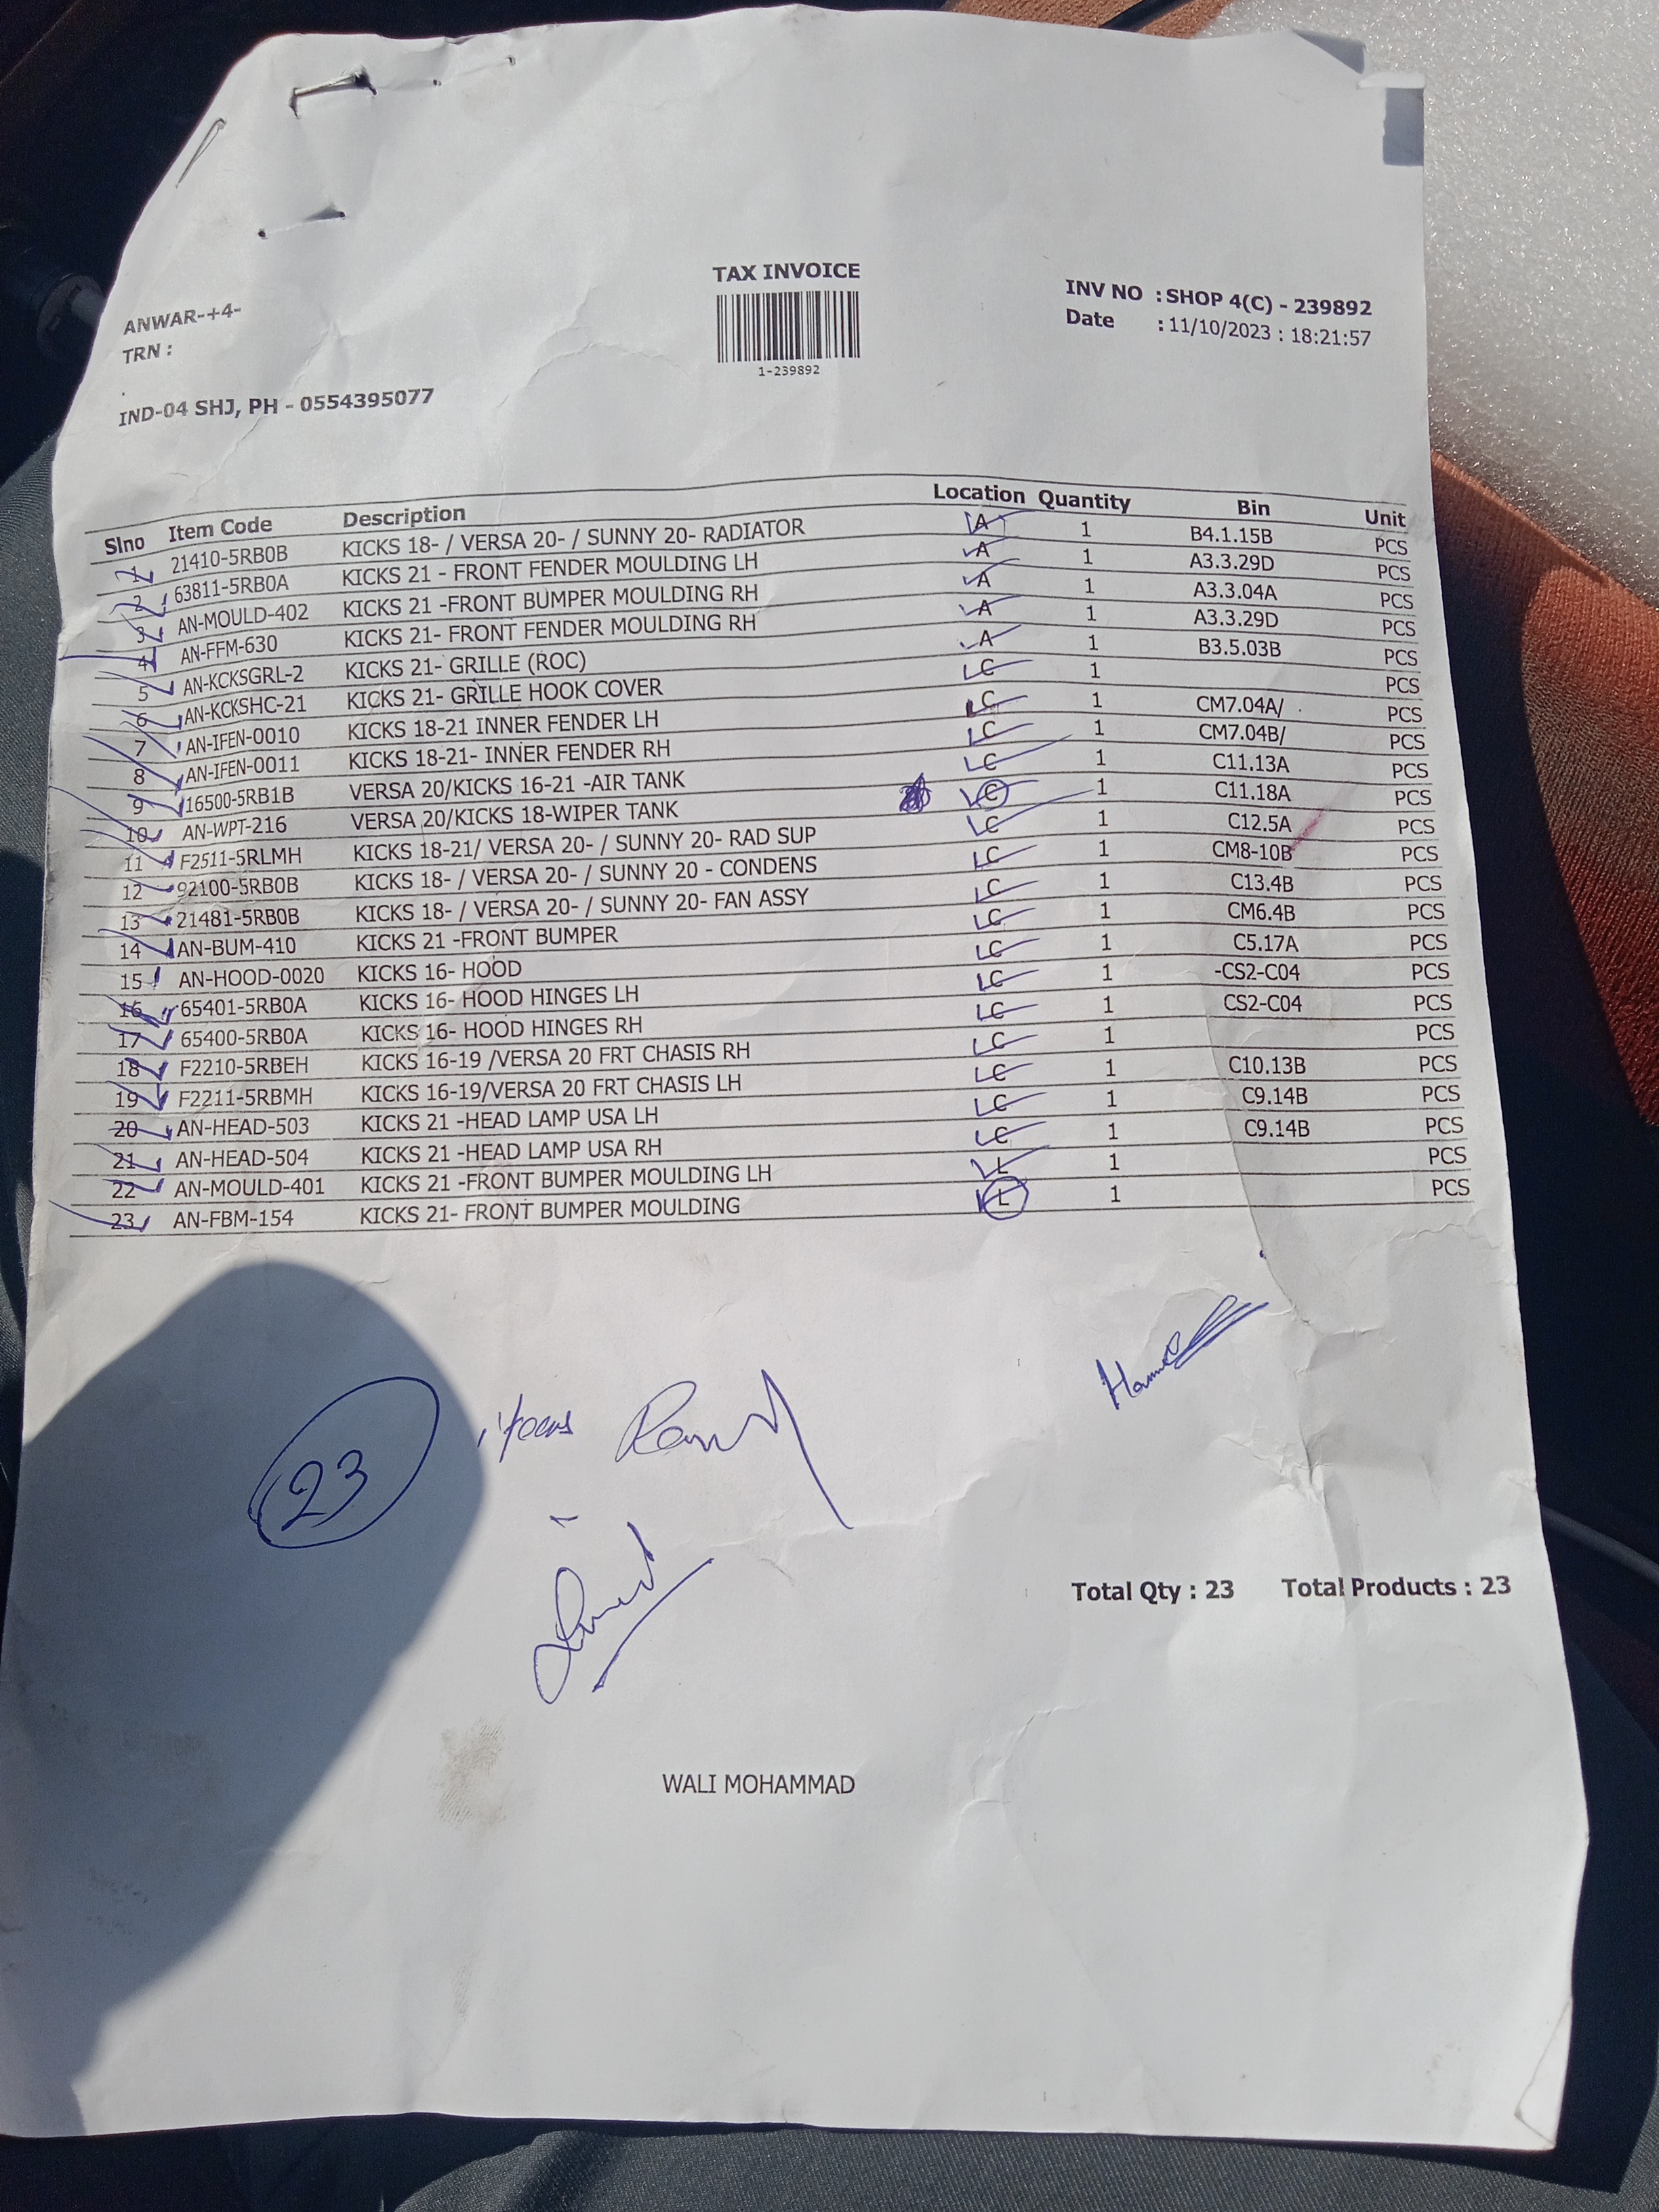 TAX INVOICE
1-239892
ANWAR-+4-
TRN :
IND-04 SHJ, PH - 0554395077
INV NO : SHOP 4(C) - 239892
Date : 11/10/2023 : 18:21:57
Slno Item Code Description Location Quantity Bin Unit
1 21410-5RB0B KICKS 18- / VERSA 20- / SUNNY 20- RADIATOR A 1 B4.1.15B PCS
2 63811-5RB0A KICKS 21 - FRONT FENDER MOULDING LH A 1 A3.3.29D PCS
3 AN-MOULD-402 KICKS 21 -FRONT BUMPER MOULDING RH A 1 A3.3.04A PCS
4 AN-FFM-630 KICKS 21- FRONT FENDER MOULDING RH A 1 A3.3.29D PCS
5 AN-KCKSGRL-2 KICKS 21- GRILLE (ROC) A 1 B3.5.03B PCS
6 AN-KCKSHC-21 KICKS 21- GRILLE HOOK COVER C 1 PCS
7 AN-IFEN-0010 KICKS 18-21 INNER FENDER LH C 1 CM7.04A/ PCS
8 AN-IFEN-0011 KICKS 18-21- INNER FENDER RH C 1 CM7.04B/ PCS
9 16500-5RB1B VERSA 20/KICKS 16-21 -AIR TANK C 1 C11.13A PCS
10 AN-WPT-216 VERSA 20/KICKS 18-WIPER TANK C 1 C11.18A PCS
11 F2511-5RLMH KICKS 18-21/ VERSA 20- / SUNNY 20- RAD SUP C 1 C12.5A PCS
12 92100-5RB0B KICKS 18- / VERSA 20- / SUNNY 20 - CONDENS C 1 CM8-10B PCS
13 21481-5RB0B KICKS 18- / VERSA 20- / SUNNY 20- FAN ASSY C 1 C13.4B PCS
14 AN-BUM-410 KICKS 21 -FRONT BUMPER C 1 CM6.4B PCS
15 AN-HOOD-0020 KICKS 16- HOOD C 1 C5.17A PCS
16 65401-5RB0A KICKS 16- HOOD HINGES LH C 1 -CS2-C04 PCS
17 65400-5RB0A KICKS 16- HOOD HINGES RH C 1 CS2-C04 PCS
18 F2210-5RBEH KICKS 16-19 /VERSA 20 FRT CHASIS RH C 1 PCS
19 F2211-5RBMH KICKS 16-19/VERSA 20 FRT CHASIS LH C 1 C10.13B PCS
20 AN-HEAD-503 KICKS 21 -HEAD LAMP USA LH C 1 C9.14B PCS
21 AN-HEAD-504 KICKS 21 -HEAD LAMP USA RH C 1 C9.14B PCS
22 AN-MOULD-401 KICKS 21 -FRONT BUMPER MOULDING LH L 1 PCS
23 AN-FBM-154 KICKS 21- FRONT BUMPER MOULDING L 1 PCS
23
Total Qty : 23 Total Products : 23
WALI MOHAMMAD